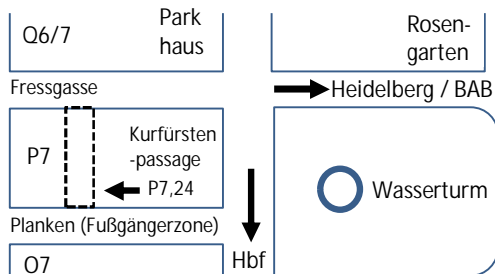 Q6/7
Park
haus
Rosen-
garten
Fressgasse
Heidelberg / BAB
P7
Kurfürsten
-passage
P7,24
Wasserturm
Planken (Fußgängerzone)
O7
Hbf